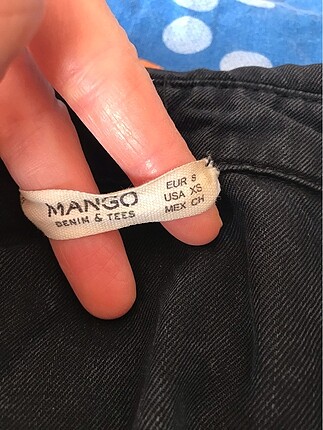 MANGO
DENIM & TEES
EUR S
USA XS
MEX CH